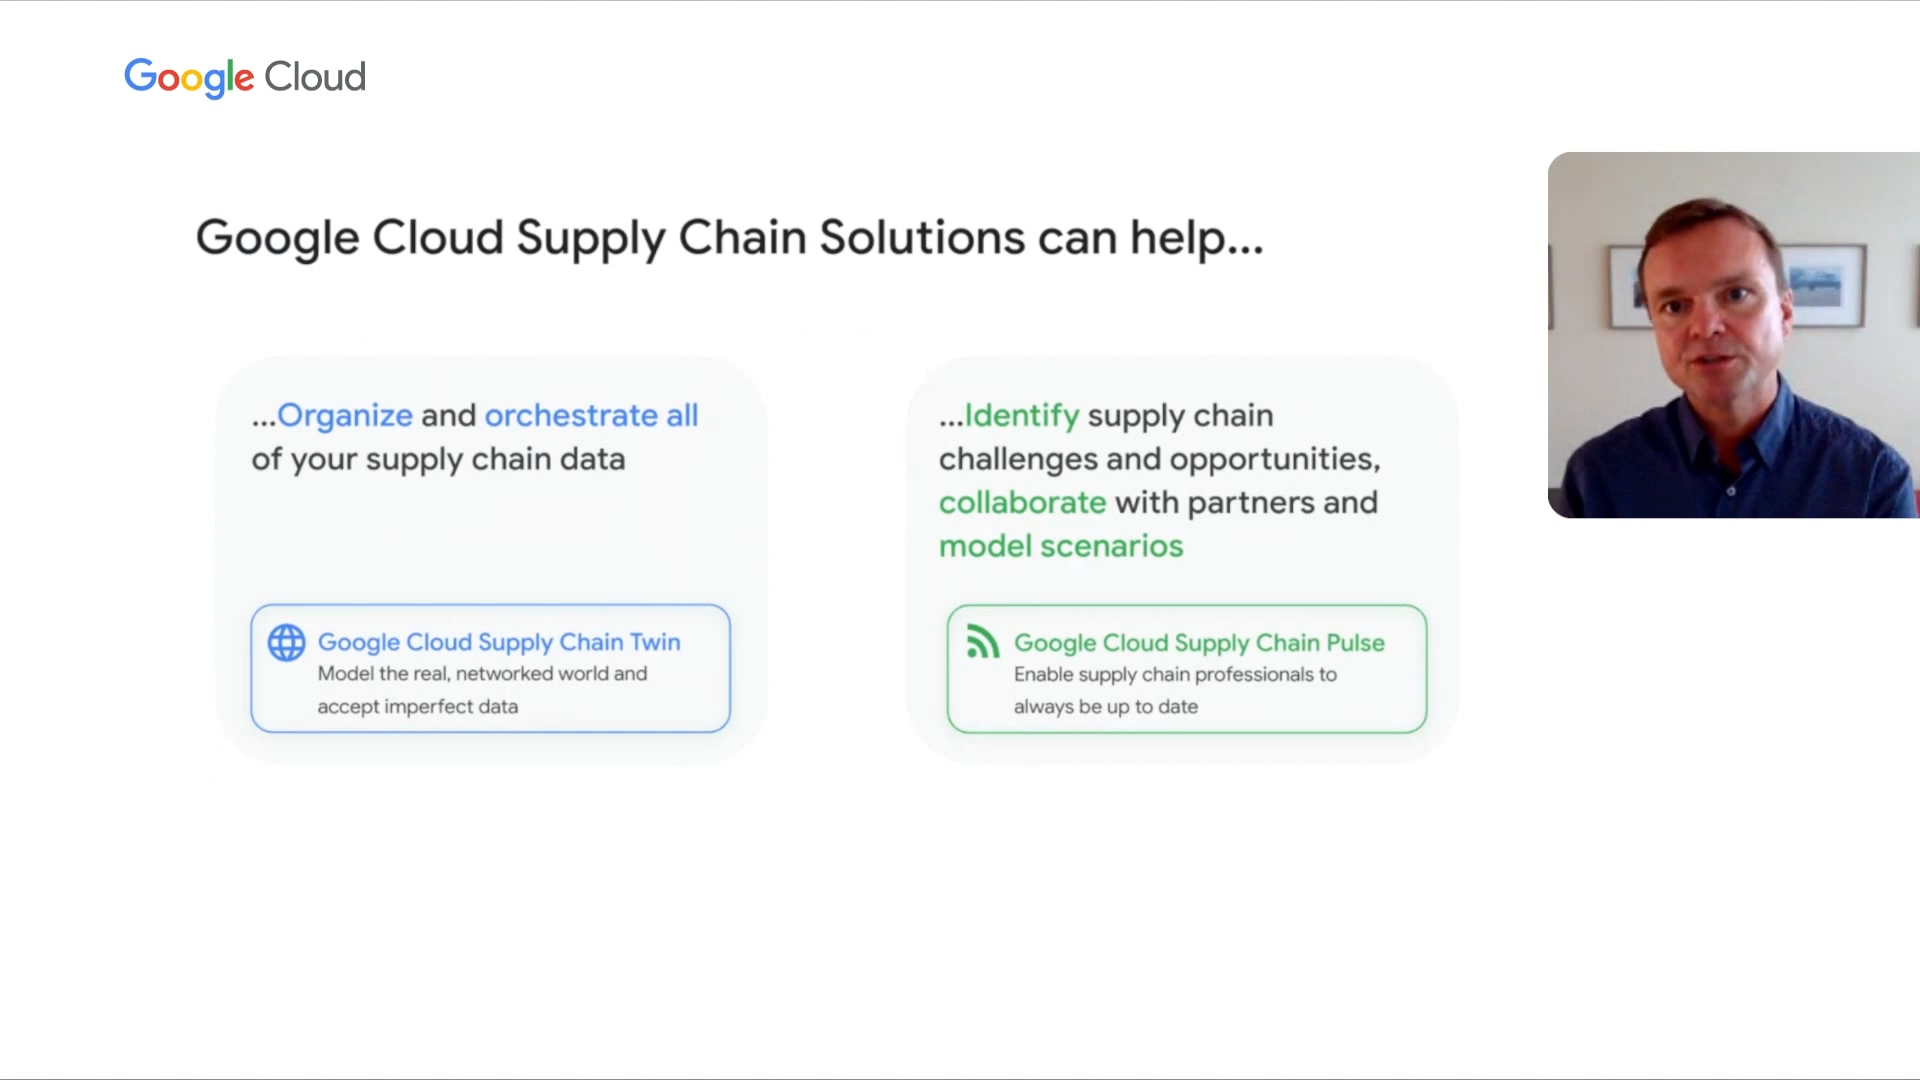 Google Cloud
Google Cloud Supply Chain Solutions can help...
...Organize and orchestrate all
of your supply chain data
Google Cloud Supply Chain Twin
Model the real, networked world and
accept imperfect data
...Identify supply chain
challenges and opportunities,
collaborate with partners and
model scenarios
Google Cloud Supply Chain Pulse
Enable supply chain professionals to
always be up to date